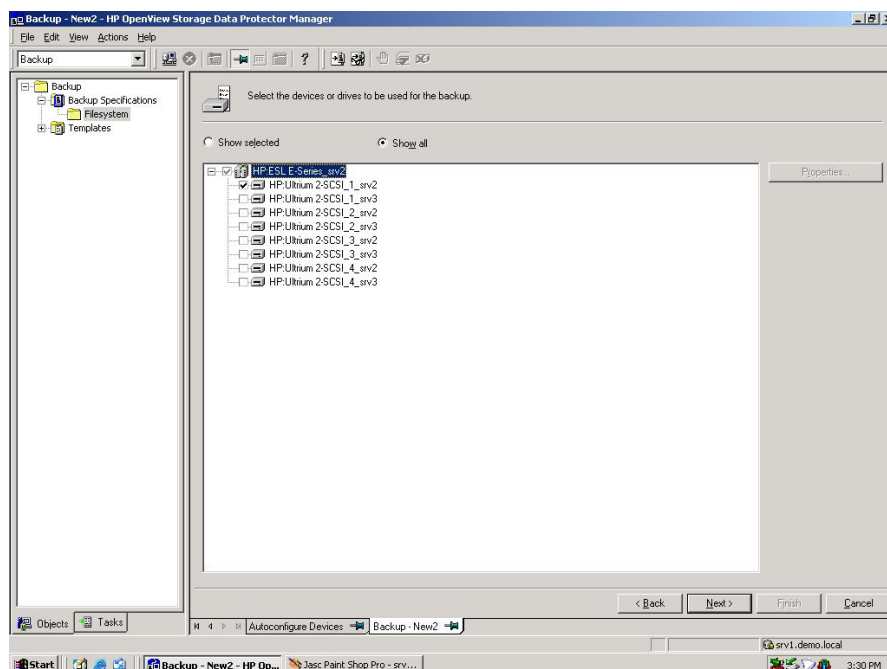 Backup - New2 - HP OpenView Storage Data Protector Manager
File Edit View Actions Help
Backup
Backup
Backup Specifications
Filesystem
Templates
Select the devices or drives to be used for the backup.
Show selected
Show all
HP:ESL E-Series_srv2
HP:Ultrium 2-SCSI_1_srv2
HP:Ultrium 2-SCSI_1_srv3
HP:Ultrium 2-SCSI_2_srv2
HP:Ultrium 2-SCSI_2_srv3
HP:Ultrium 2-SCSI_3_srv2
HP:Ultrium 2-SCSI_3_srv3
HP:Ultrium 2-SCSI_4_srv2
HP:Ultrium 2-SCSI_4_srv3
Properties...
< Back
Next >
Finish
Cancel
Objects
Tasks
Autoconfigure Devices
Backup - New2
srv1.demo.local
Start
Backup - New2 - HP Op...
Jasc Paint Shop Pro - srv...
3:30 PM